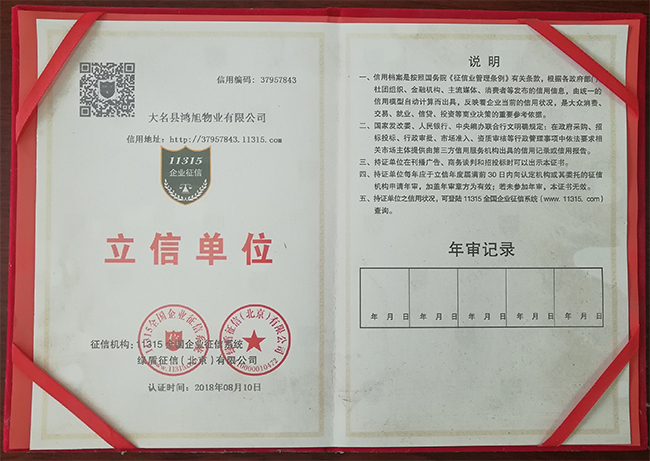 信用编码: 37957843
大名县鸿旭物业有限公司
信用地址: http://37957843.11315.com
11315
企业征信
立信单位
征信机构: 11315 全国企业征信系统
绿盾征信(北京)有限公司
认证时间: 2018年08月10日
说明
一、信用档案是按照国务院《征信业管理条例》有关条款,根据各政府部门、
社团组织、金融机构、主流媒体、消费者等发布的信用信息,由统一的
信用模型自动计算而出具,反映着企业当前的信用状况,是大众消费、
交易、就业、信贷、投资等商业决策的重要参考依据。
二、国家发改委、人民银行、中央编办联合行文明确规定:在政府采购、招
标投标、行政审批、市场准入、资质审核等行政管理事项中依法要求相
关市场主体提供由第三方信用服务机构出具的信用记录或信用报告。
三、持证单位在刊播广告、商务谈判和招投标时可以出示本证书。
四、持证单位每年应于立信年度届满前30日内向认定机构或其委托的征信
机构申请年审,加盖年审章方为有效;若未参加年审,本证书无效。
五、持证单位之信用状况,可登陆11315全国企业征信系统(www.11315.com)
查询。
年审记录
年 月 日 年 月 日 年 月 日 年 月 日 年 月 日